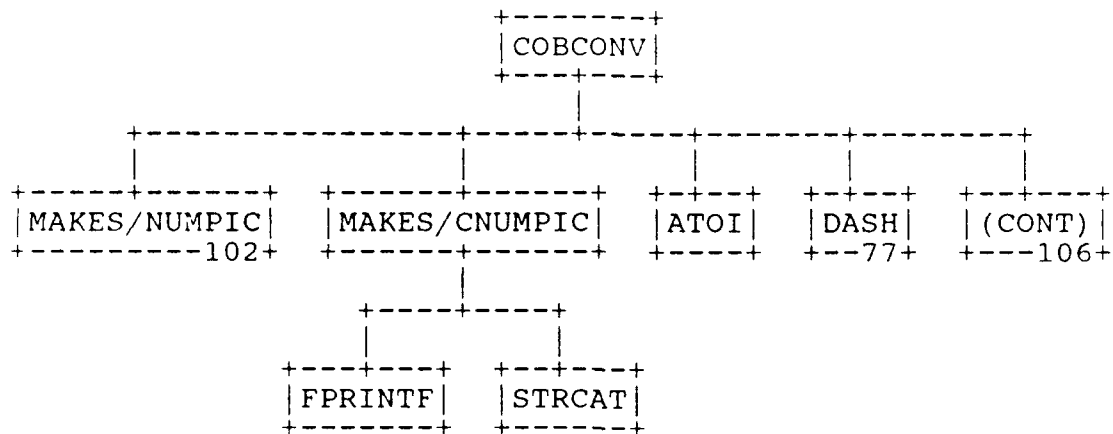 COBCONV
MAKES/NUMPIC MAKES/CNUMPIC ATOI DASH (CONT)
102 77 106
FPRINTF STRCAT